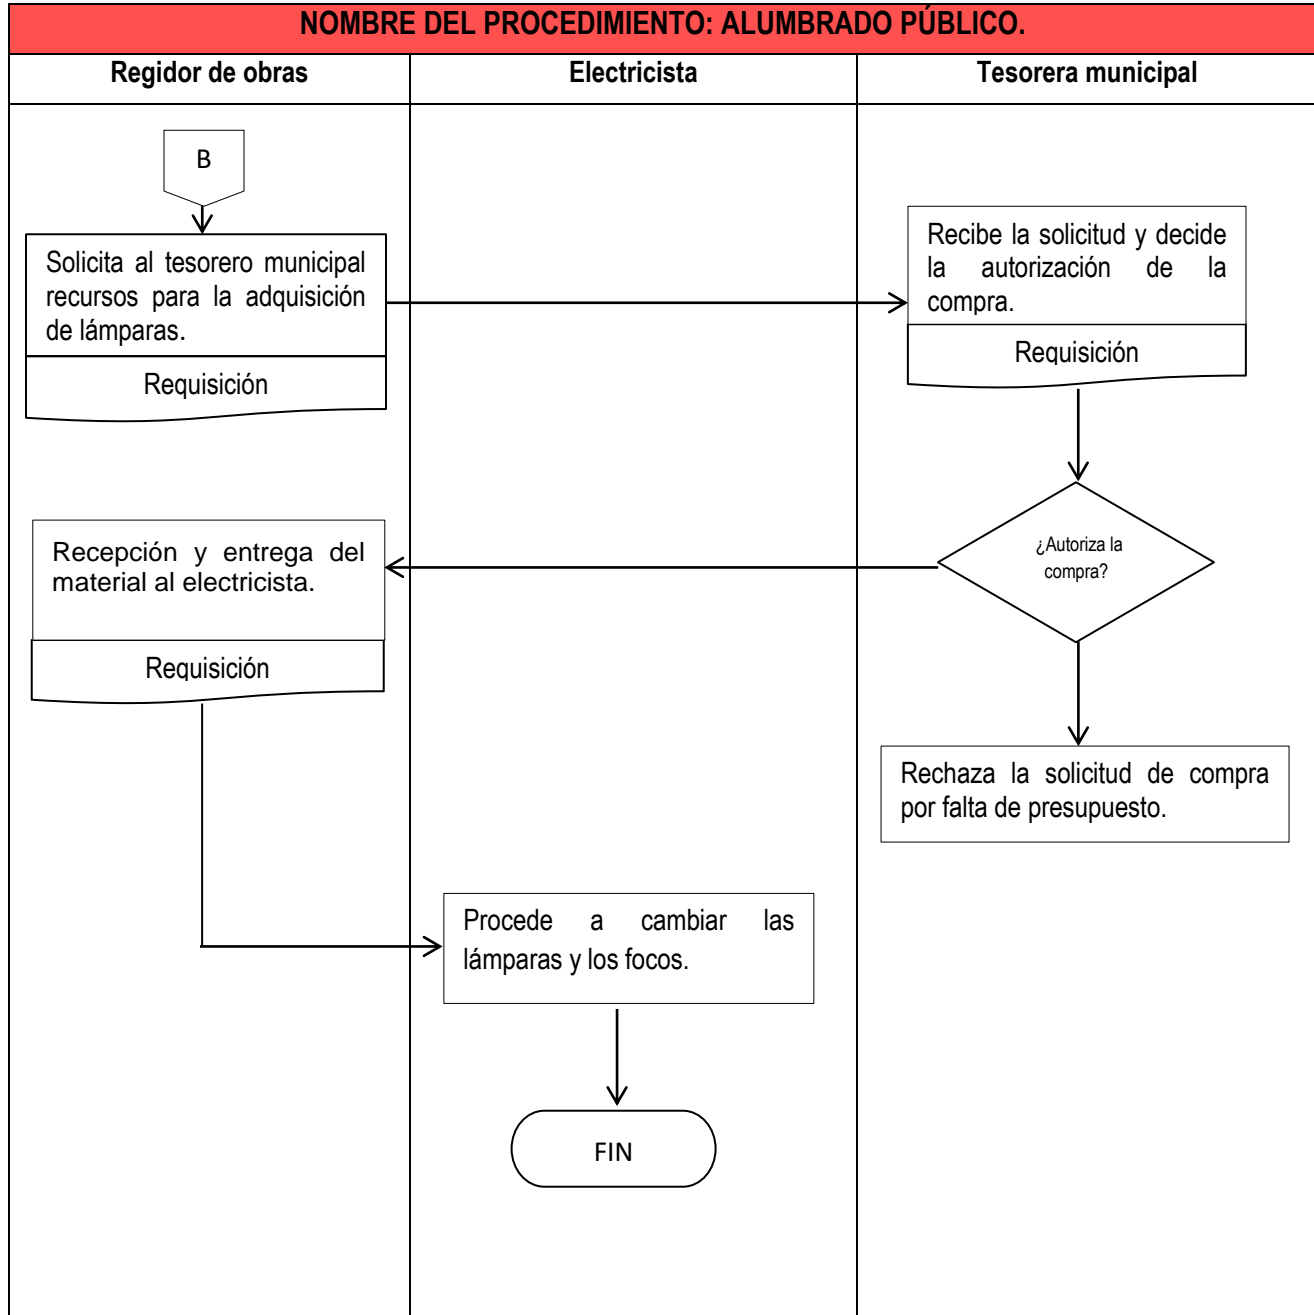 NOMBRE DEL PROCEDIMIENTO: ALUMBRADO PÚBLICO.
Regidor de obras
Electricista
Tesorera municipal
B
Solicita al tesorero municipal
recursos para la adquisición
de lámparas.
Requisición
Recibe la solicitud y decide
la autorización de la
compra.
Requisición
¿Autoriza la
compra?
Recepción y entrega del
material al electricista.
Requisición
Rechaza la solicitud de compra
por falta de presupuesto.
Procede a cambiar las
lámparas y los focos.
FIN